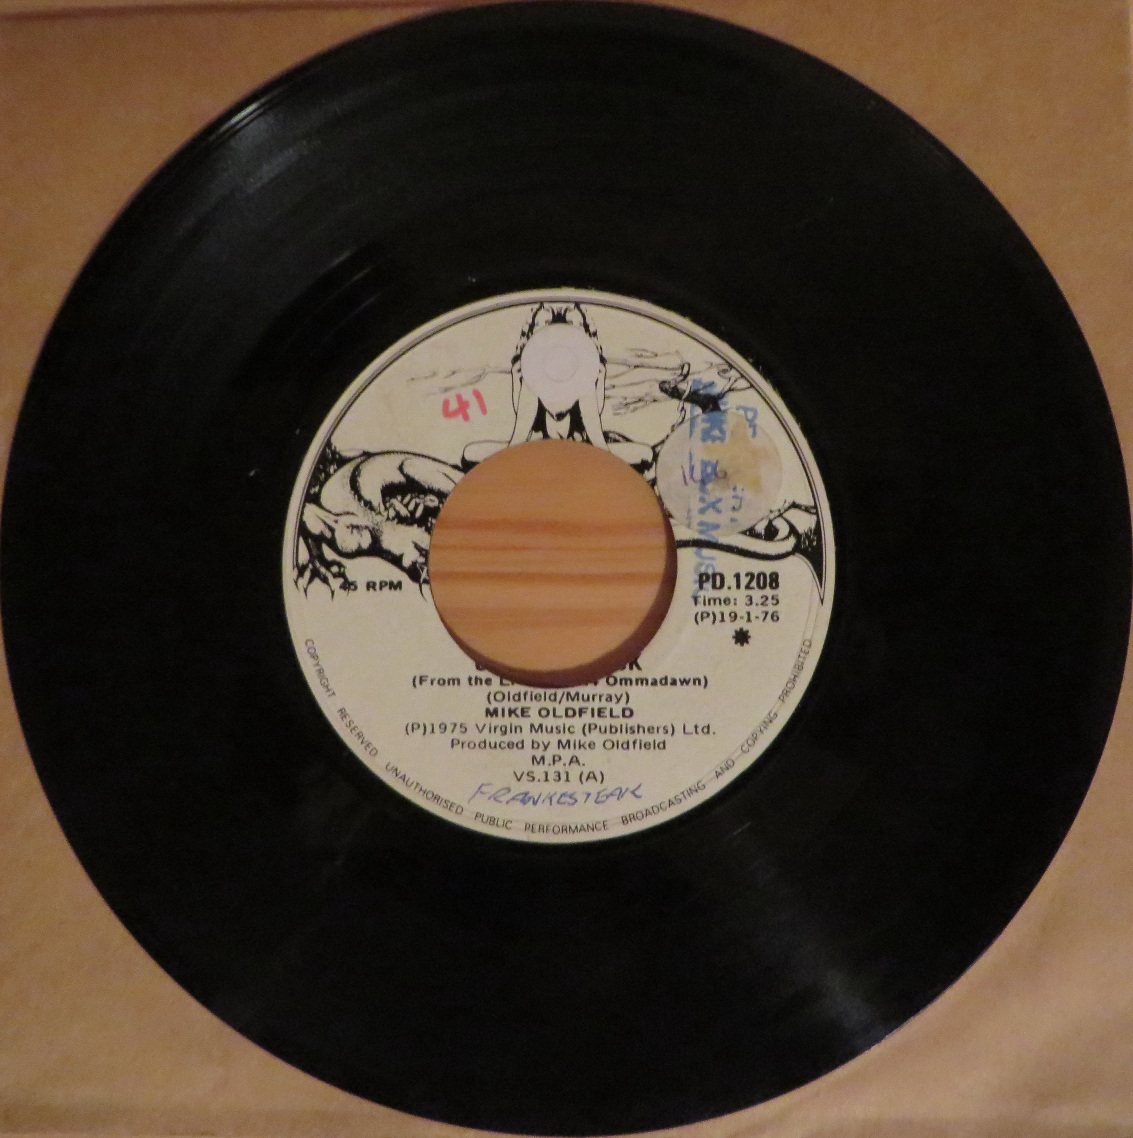 41
45 RPM
PD.1208
Time: 3.25
(P)19-1-76
(From the Ommadawn)
(Oldfield/Murray)
MIKE OLDFIELD
(P)1975 Virgin Music (Publishers) Ltd.
Produced by Mike Oldfield
M.P.A.
VS.131 (A)
FRANKESTEAK
COPYRIGHT RESERVED UNAUTHORISED PUBLIC PERFORMANCE BROADCASTING AND COPYING PROHIBITED.